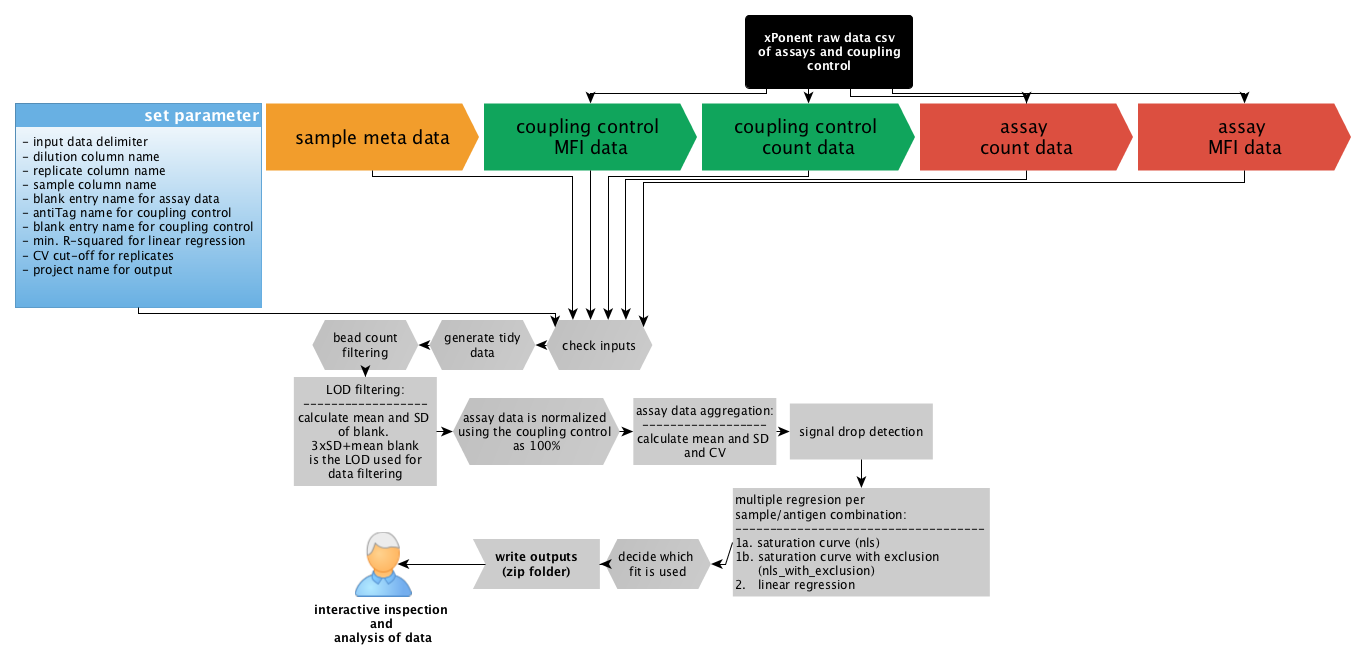 xPonent raw data csv
of assays and coupling
control
set parameter
- input data delimiter
- dilution column name
- replicate column name
- sample column name
- blank entry name for assay data
- antiTag name for coupling control
- blank entry name for coupling control
- min. R-squared for linear regression
- CV cut-off for replicates
- project name for output
sample meta data
coupling control
MFI data
coupling control
count data
assay
count data
assay
MFI data
check inputs
generate tidy
data
bead count
filtering
LOD filtering:
------------------
calculate mean and SD
of blank.
3xSD+mean blank
is the LOD used for
data filtering
assay data is normalized
using the coupling control
as 100%
assay data aggregation:
------------------
calculate mean and SD
and CV
signal drop detection
multiple regresion per
sample/antigen combination:
------------------------------------
1a. saturation curve (nls)
1b. saturation curve with exclusion
(nls_with_exclusion)
2. linear regression
decide which
fit is used
write outputs
(zip folder)
interactive inspection
and
analysis of data